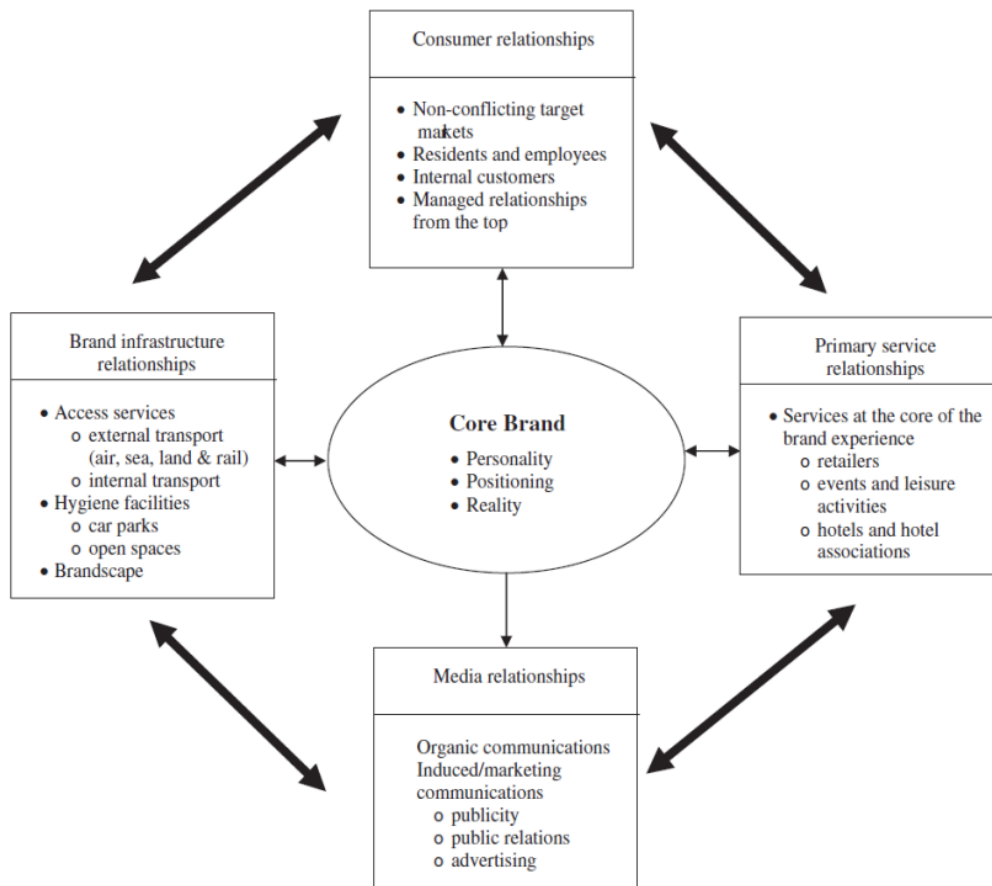 Consumer relationships
• Non-conflicting target
markets
• Residents and employees
• Internal customers
• Managed relationships
from the top
Brand infrastructure
relationships
• Access services
o external transport
(air, sea, land & rail)
o internal transport
• Hygiene facilities
o car parks
o open spaces
• Brandscape
Core Brand
• Personality
• Positioning
• Reality
Primary service
relationships
• Services at the core of the
brand experience
o retailers
o events and leisure
activities
o hotels and hotel
associations
Media relationships
Organic communications
Induced/marketing
communications
o publicity
o public relations
o advertising